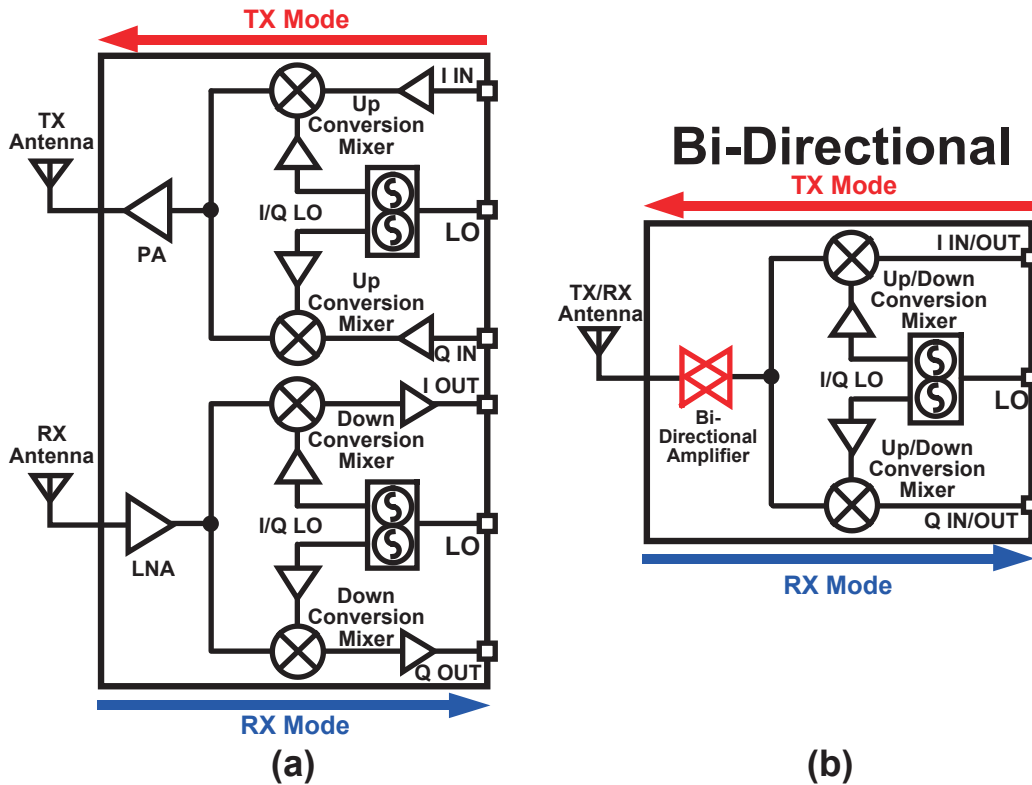 TX Mode
I IN
Up
Conversion
Mixer
TX
Antenna
I/Q LO
LO
PA
Up
Conversion
Mixer
Q IN
I OUT
Down
Conversion
Mixer
RX
Antenna
I/Q LO
LO
LNA
Down
Conversion
Mixer
Q OUT
RX Mode
(a)
Bi-Directional
TX Mode
I IN/OUT
Up/Down
Conversion
Mixer
TX/RX
Antenna
I/Q LO
LO
Bi-
Directional
Amplifier
Up/Down
Conversion
Mixer
Q IN/OUT
RX Mode
(b)